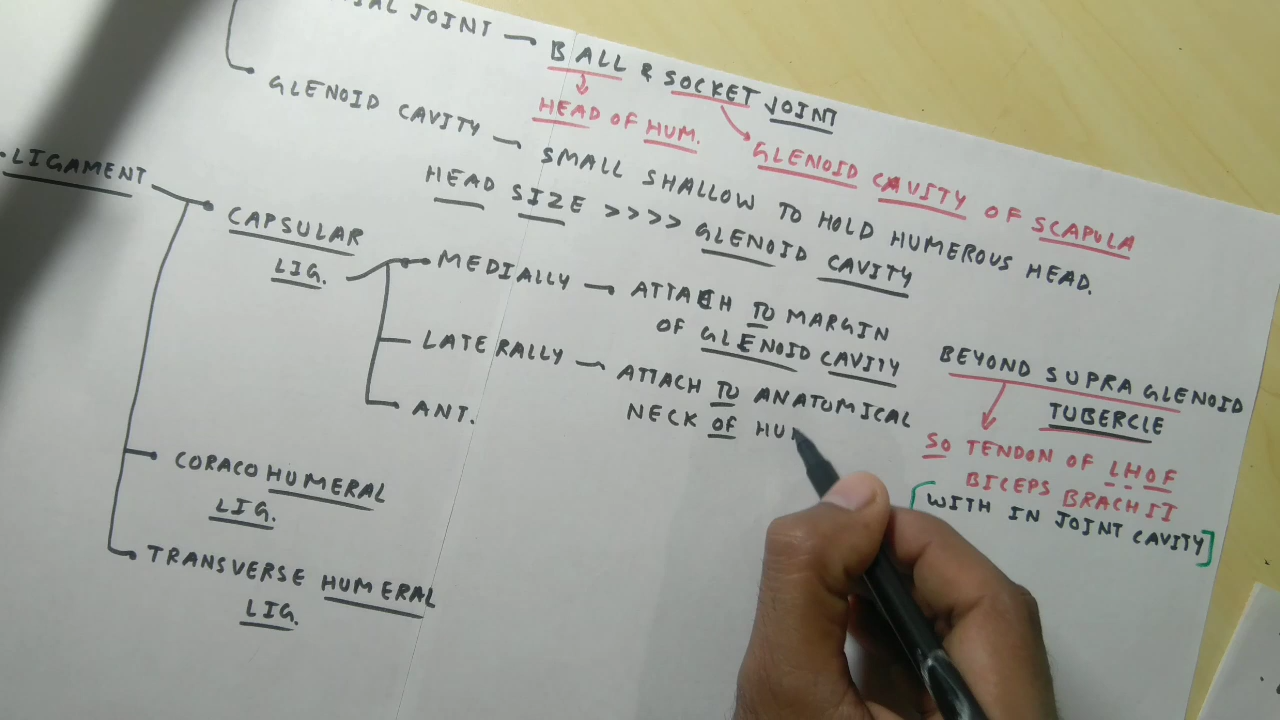 JOINT — BALL & SOCKET JOINT
HEAD OF HUM.
GLENOID CAVITY OF SCAPULA
GLENOID CAVITY — SMALL SHALLOW TO HOLD HUMEROUS HEAD.
HEAD SIZE >>>> GLENOID CAVITY
LIGAMENT
CAPSULAR
LIG.
MEDIALLY — ATTACH TO MARGIN
OF GLENOID CAVITY
BEYOND SUPRA GLENOID
TUBERCLE
SO TENDON OF LHOF
BICEPS BRACHII
[WITH IN JOINT CAVITY]
LATERALLY — ATTACH TO ANATOMICAL
NECK OF HU
ANT.
CORACO HUMERAL
LIG.
TRANSVERSE HUMERAL
LIG.